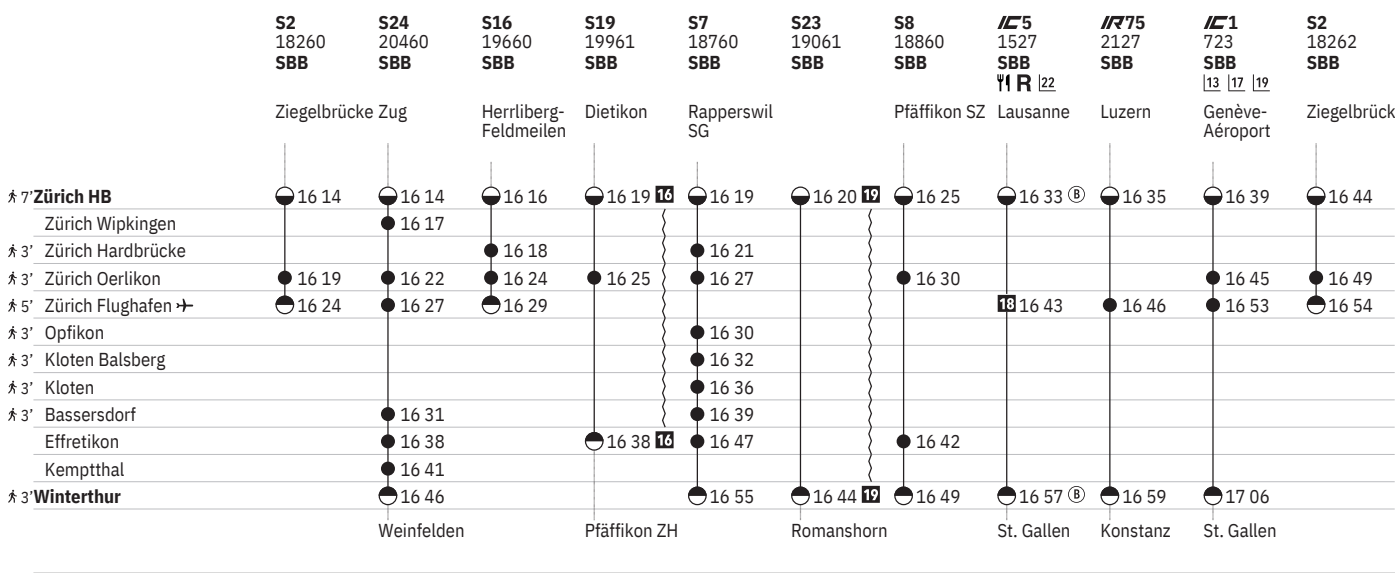 S2 S24 S16 S19 S7 S23 S8 IC5 IR75 IC1 S2
18260 20460 19660 19961 18760 19061 18860 1527 2127 723 18262
SBB SBB SBB SBB SBB SBB SBB SBB SBB SBB SBB
R 22 13 17 19
Ziegelbrücke Zug Herrliberg- Dietikon Rapperswil Pfäffikon SZ Lausanne Luzern Genève- Ziegelbrück
Feldmeilen SG Aéroport
7' Zürich HB 16 14 16 14 16 16 16 19 16 16 19 16 20 19 16 25 16 33 B 16 35 16 39 16 44
Zürich Wipkingen 16 17
3' Zürich Hardbrücke 16 18 16 21
3' Zürich Oerlikon 16 19 16 22 16 24 16 25 16 27 16 30 16 45 16 49
5' Zürich Flughafen 16 24 16 27 16 29 18 16 43 16 46 16 53 16 54
3' Opfikon 16 30
3' Kloten Balsberg 16 32
3' Kloten 16 36
3' Bassersdorf 16 31 16 39
Effretikon 16 38 16 38 16 16 47 16 42
Kemptthal 16 41
3' Winterthur 16 46 16 55 16 44 19 16 49 16 57 B 16 59 17 06
Weinfelden Pfäffikon ZH Romanshorn St. Gallen Konstanz St. Gallen